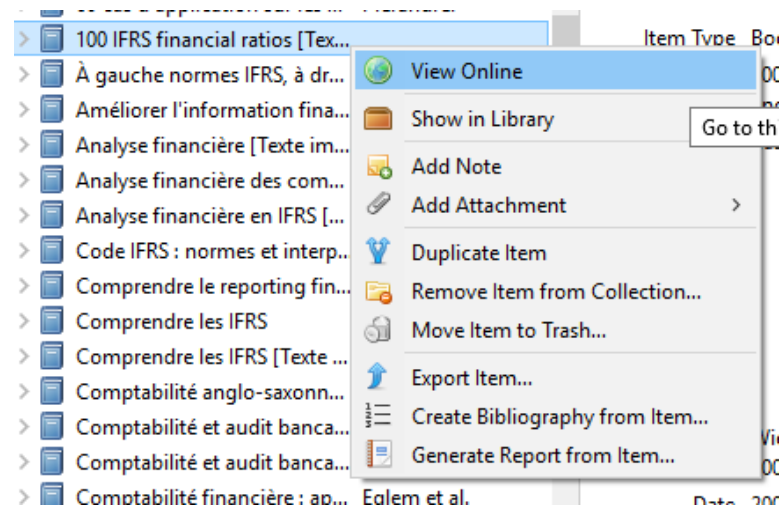 100 IFRS financial ratios [Tex...
Item Type
À gauche normes IFRS, à dr...
Améliorer l'information fina...
Analyse financière [Texte im...
Analyse financière des com...
Analyse financière en IFRS [...
Code IFRS : normes et interp...
Comprendre le reporting fin...
Comprendre les IFRS
Comprendre les IFRS [Texte ...
Comptabilité anglo-saxonn...
Comptabilité et audit banca...
Comptabilité et audit banca...
Comptabilité financière : ap... Eglem et al.
View Online
Show in Library
Go to
Add Note
Add Attachment
Duplicate Item
Remove Item from Collection...
Move Item to Trash...
Export Item...
Create Bibliography from Item...
Generate Report from Item...
Date